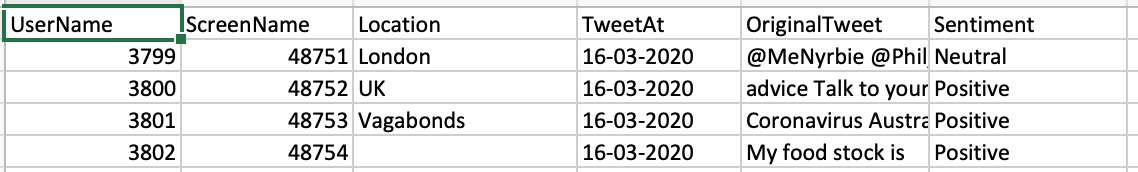 UserName ScreenName Location TweetAt OriginalTweet Sentiment
3799 48751 London 16-03-2020 @MeNyrbie @Phil Neutral
3800 48752 UK 16-03-2020 advice Talk to your Positive
3801 48753 Vagabonds 16-03-2020 Coronavirus Austra Positive
3802 48754 16-03-2020 My food stock is Positive